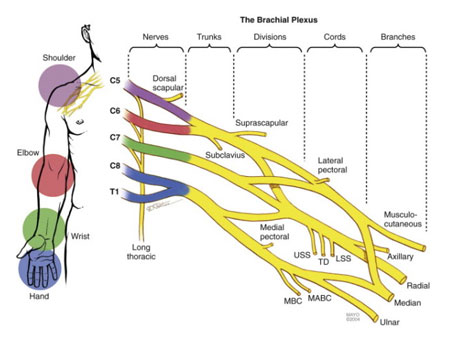 The Brachial Plexus
Nerves Trunks Divisions Cords Branches
Shoulder
Elbow
Wrist
Hand
C5
C6
C7
C8
T1
Dorsal
scapular
Suprascapular
Subclavius
Lateral
pectoral
Musculo-
cutaneous
Long
thoracic
Medial
pectoral
USS
TD
LSS
Axillary
Radial
MBC
MABC
Median
Ulnar
MAYO
©2004